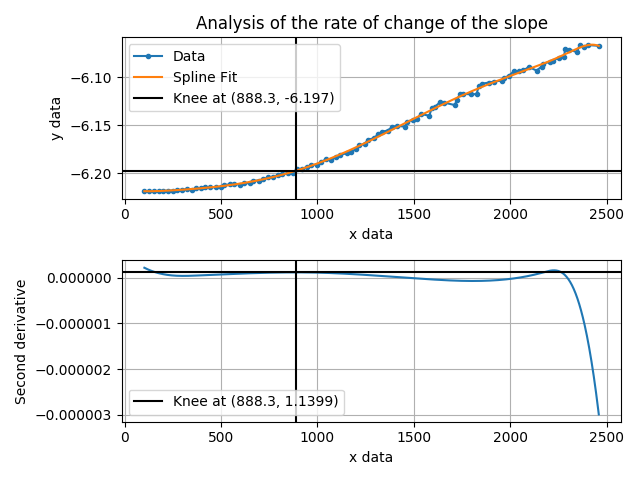 Analysis of the rate of change of the slope
Data
Spline Fit
Knee at (888.3, -6.197)
−6.10
−6.15
−6.20
y data
0
500
1000
1500
2000
2500
x data
0.000000
−0.000001
−0.000002
−0.000003
Second derivative
Knee at (888.3, 1.1399)
0
500
1000
1500
2000
2500
x data